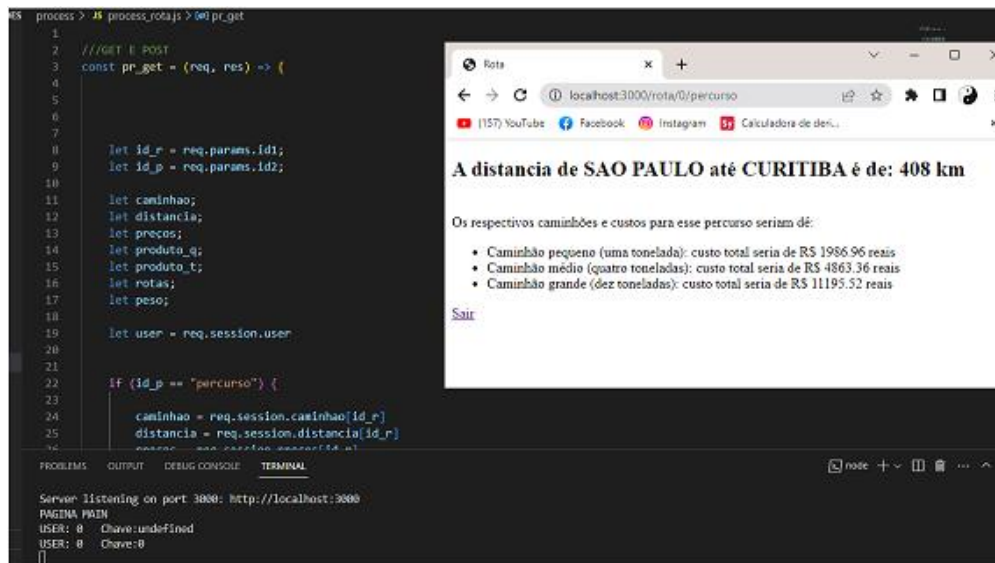 process > JS process_rota.js > pr_get
1
2 ///GET E POST
3 const pr_get = (req, res) => {
4
5
6
7
8 let id_r = req.params.id1;
9 let id_p = req.params.id2;
10
11 let caminhao;
12 let distancia;
13 let preços;
14 let produto_q;
15 let produto_t;
16 let rotas;
17 let peso;
18
19 let user = req.session.user
20
21
22 if (id_p == "percurso") {
23
24 caminhao = req.session.caminhao[id_r]
25 distancia = req.session.distancia[id_r]
Rota
localhost:3000/rota/0/percurso
(157) YouTube Facebook Instagram Sy Calculadora de deri...
A distancia de SAO PAULO até CURITIBA é de: 408 km
Os respectivos caminhões e custos para esse percurso seriam dé:
• Caminhão pequeno (uma tonelada): custo total seria de R$ 1986.96 reais
• Caminhão médio (quatro toneladas): custo total seria de R$ 4863.36 reais
• Caminhão grande (dez toneladas): custo total seria de R$ 11195.52 reais
Sair
PROBLEMS OUTPUT DEBUG CONSOLE TERMINAL
node
Server listening on port 3000: http://localhost:3000
PAGINA MAIN
USER: 0 Chave:undefined
USER: 0 Chave:0